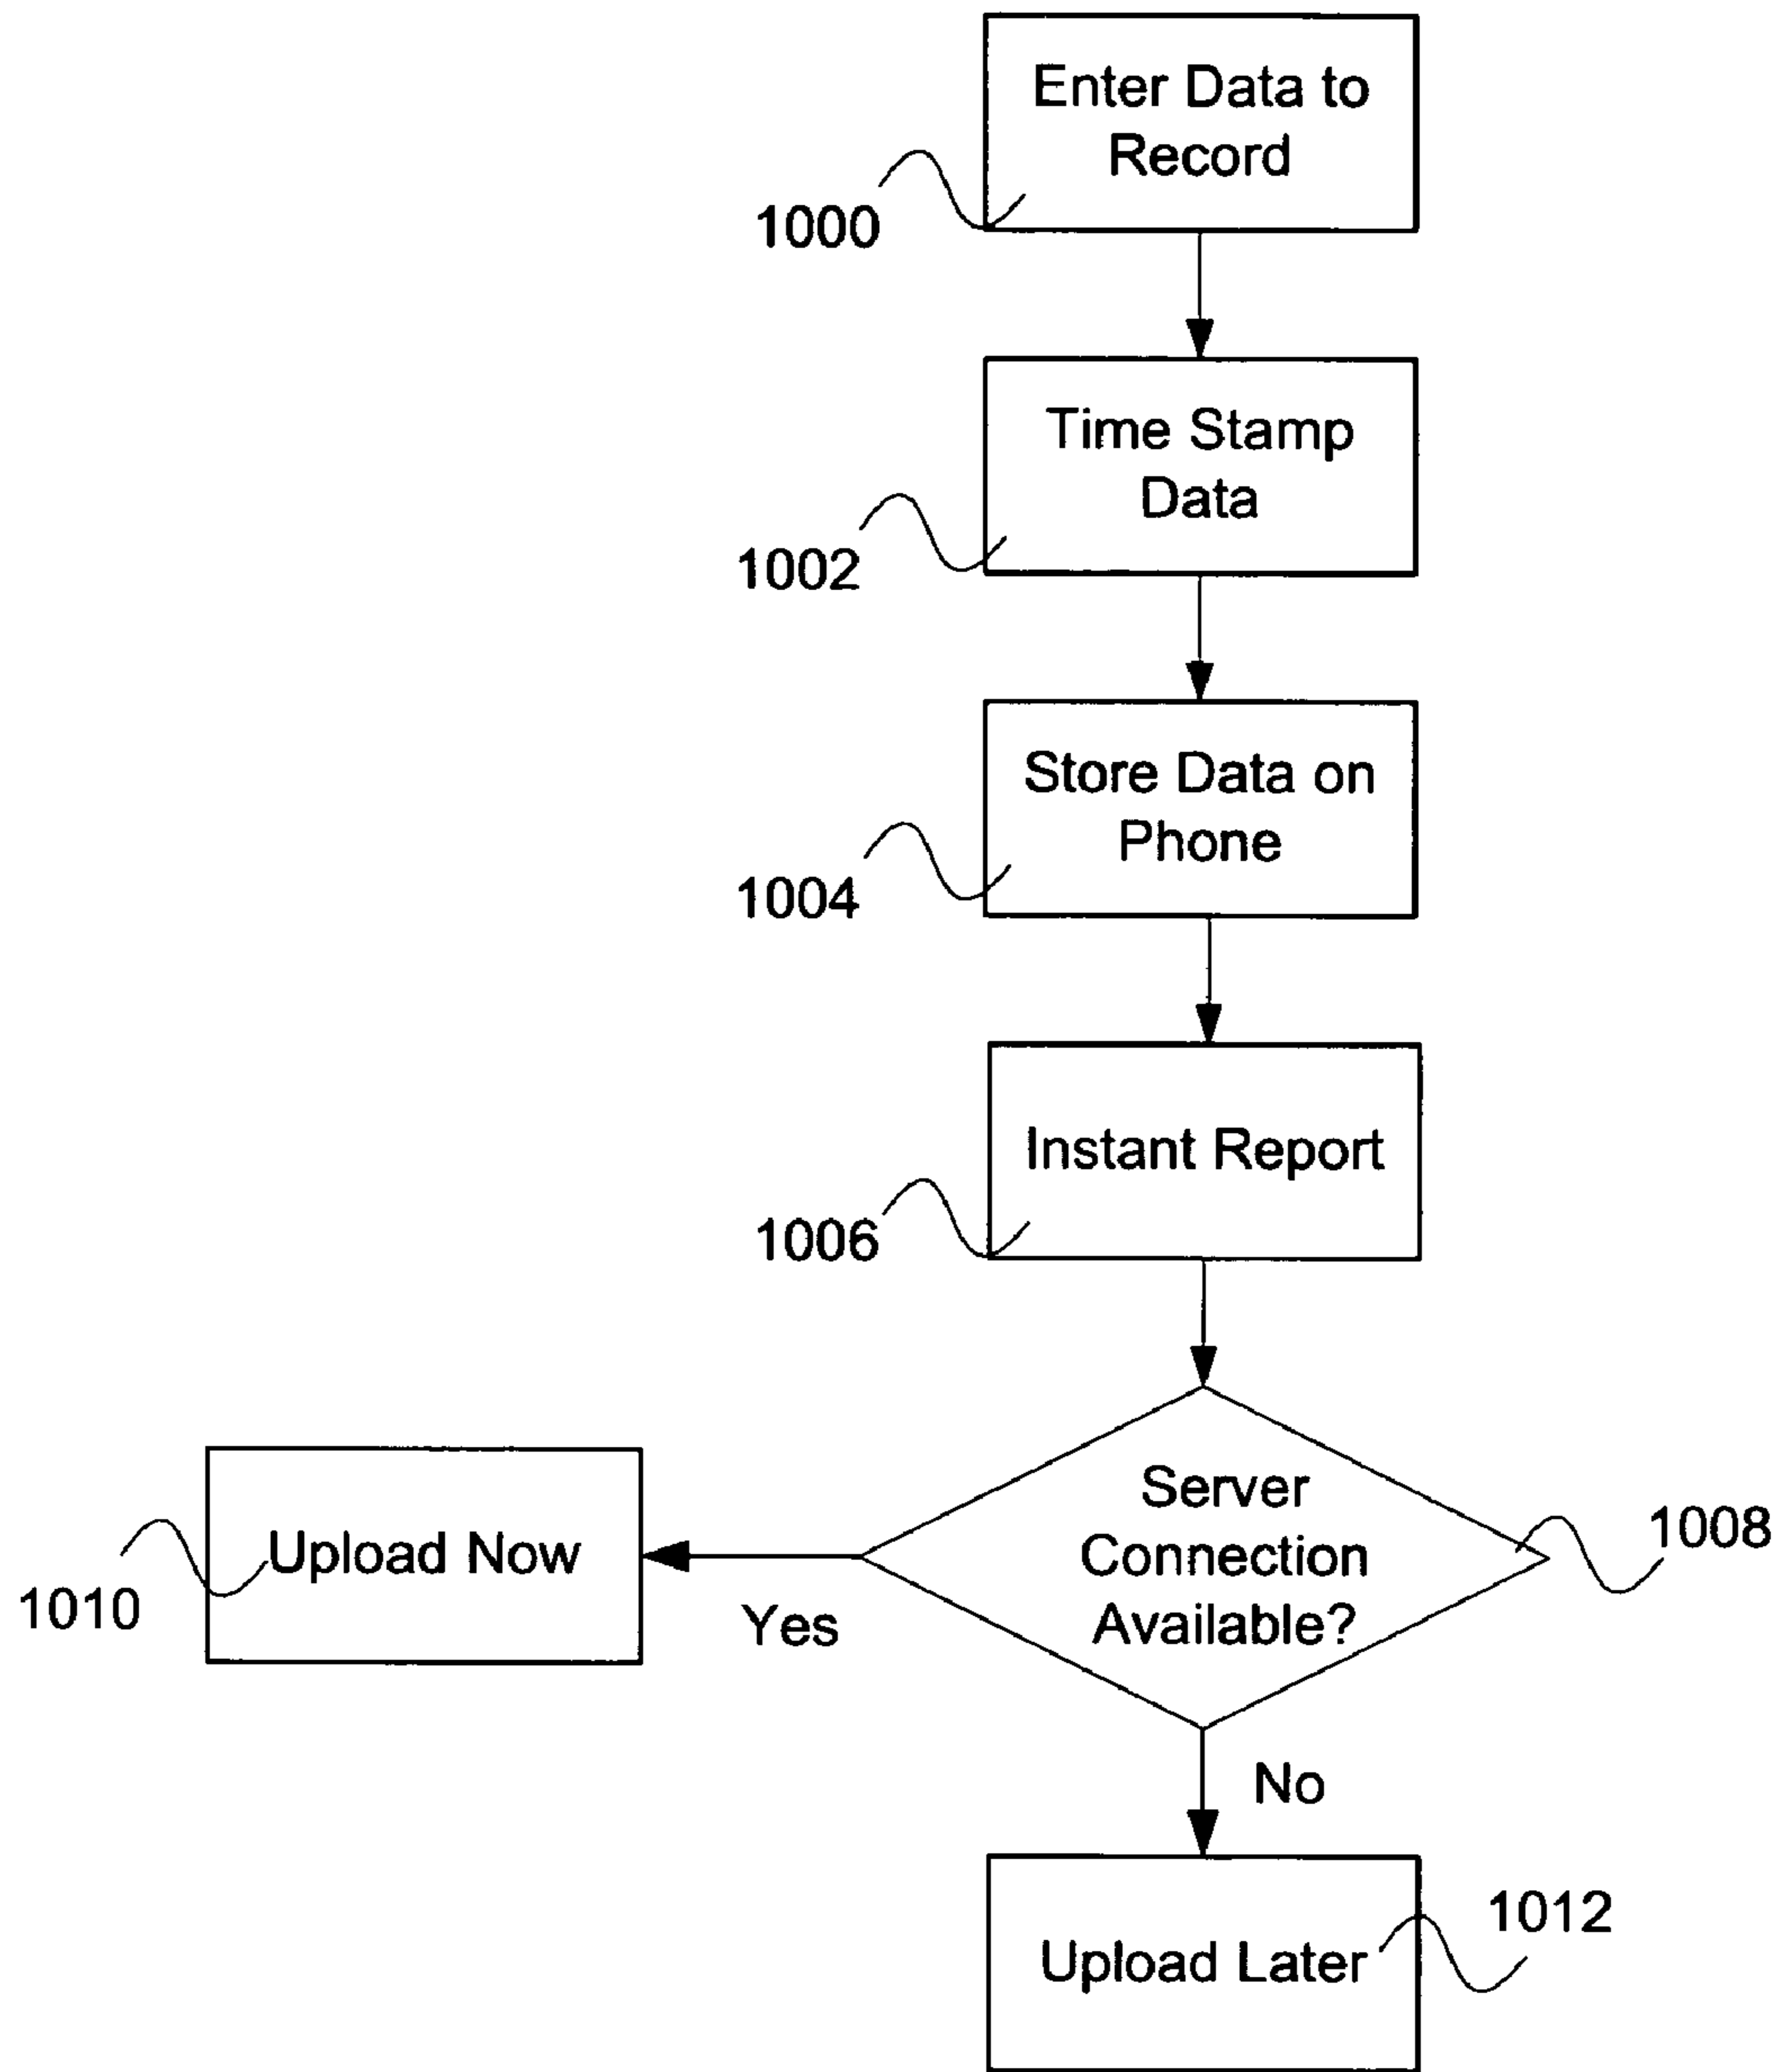 Enter Data to
Record
1000
Time Stamp
Data
1002
Store Data on
Phone
1004
Instant Report
1006
Server
Connection
Available?
1008
Upload Now
1010
Yes
No
Upload Later
1012